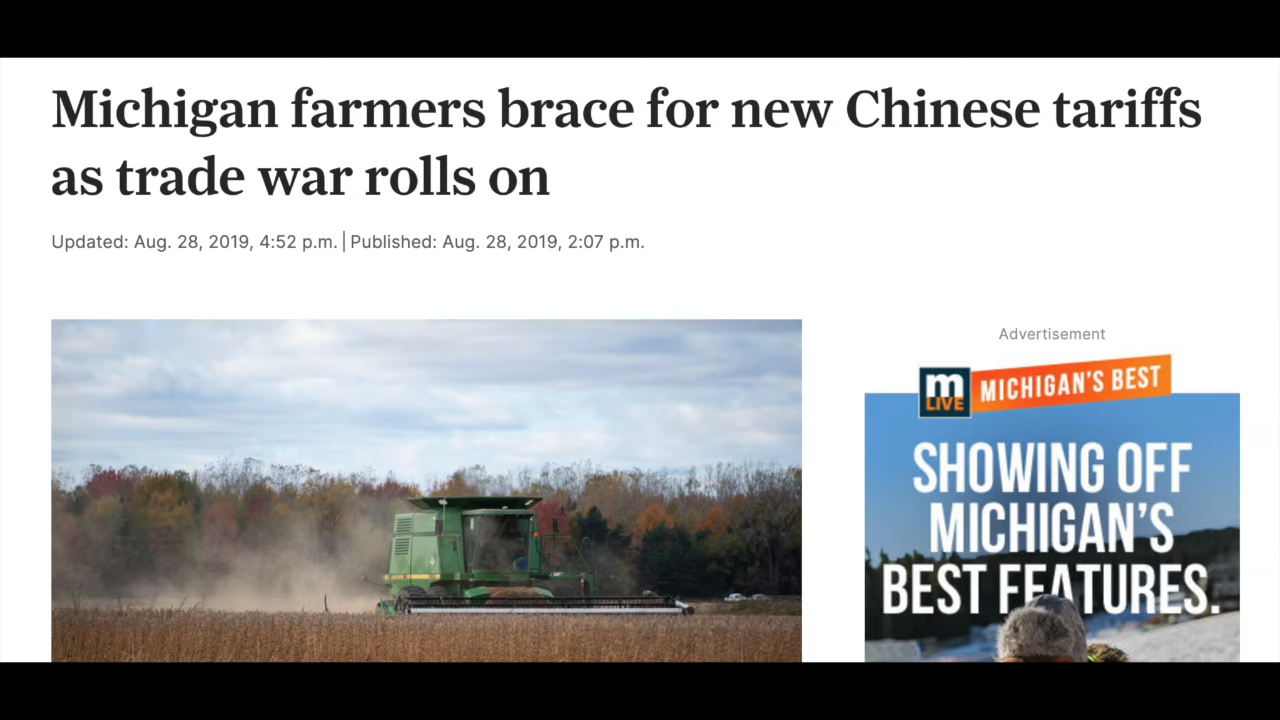 Michigan farmers brace for new Chinese tariffs
as trade war rolls on
Updated: Aug. 28, 2019, 4:52 p.m. | Published: Aug. 28, 2019, 2:07 p.m.
Advertisement
m
LIVE
MICHIGAN'S BEST
SHOWING OFF
MICHIGAN'S
BEST FEATURES.